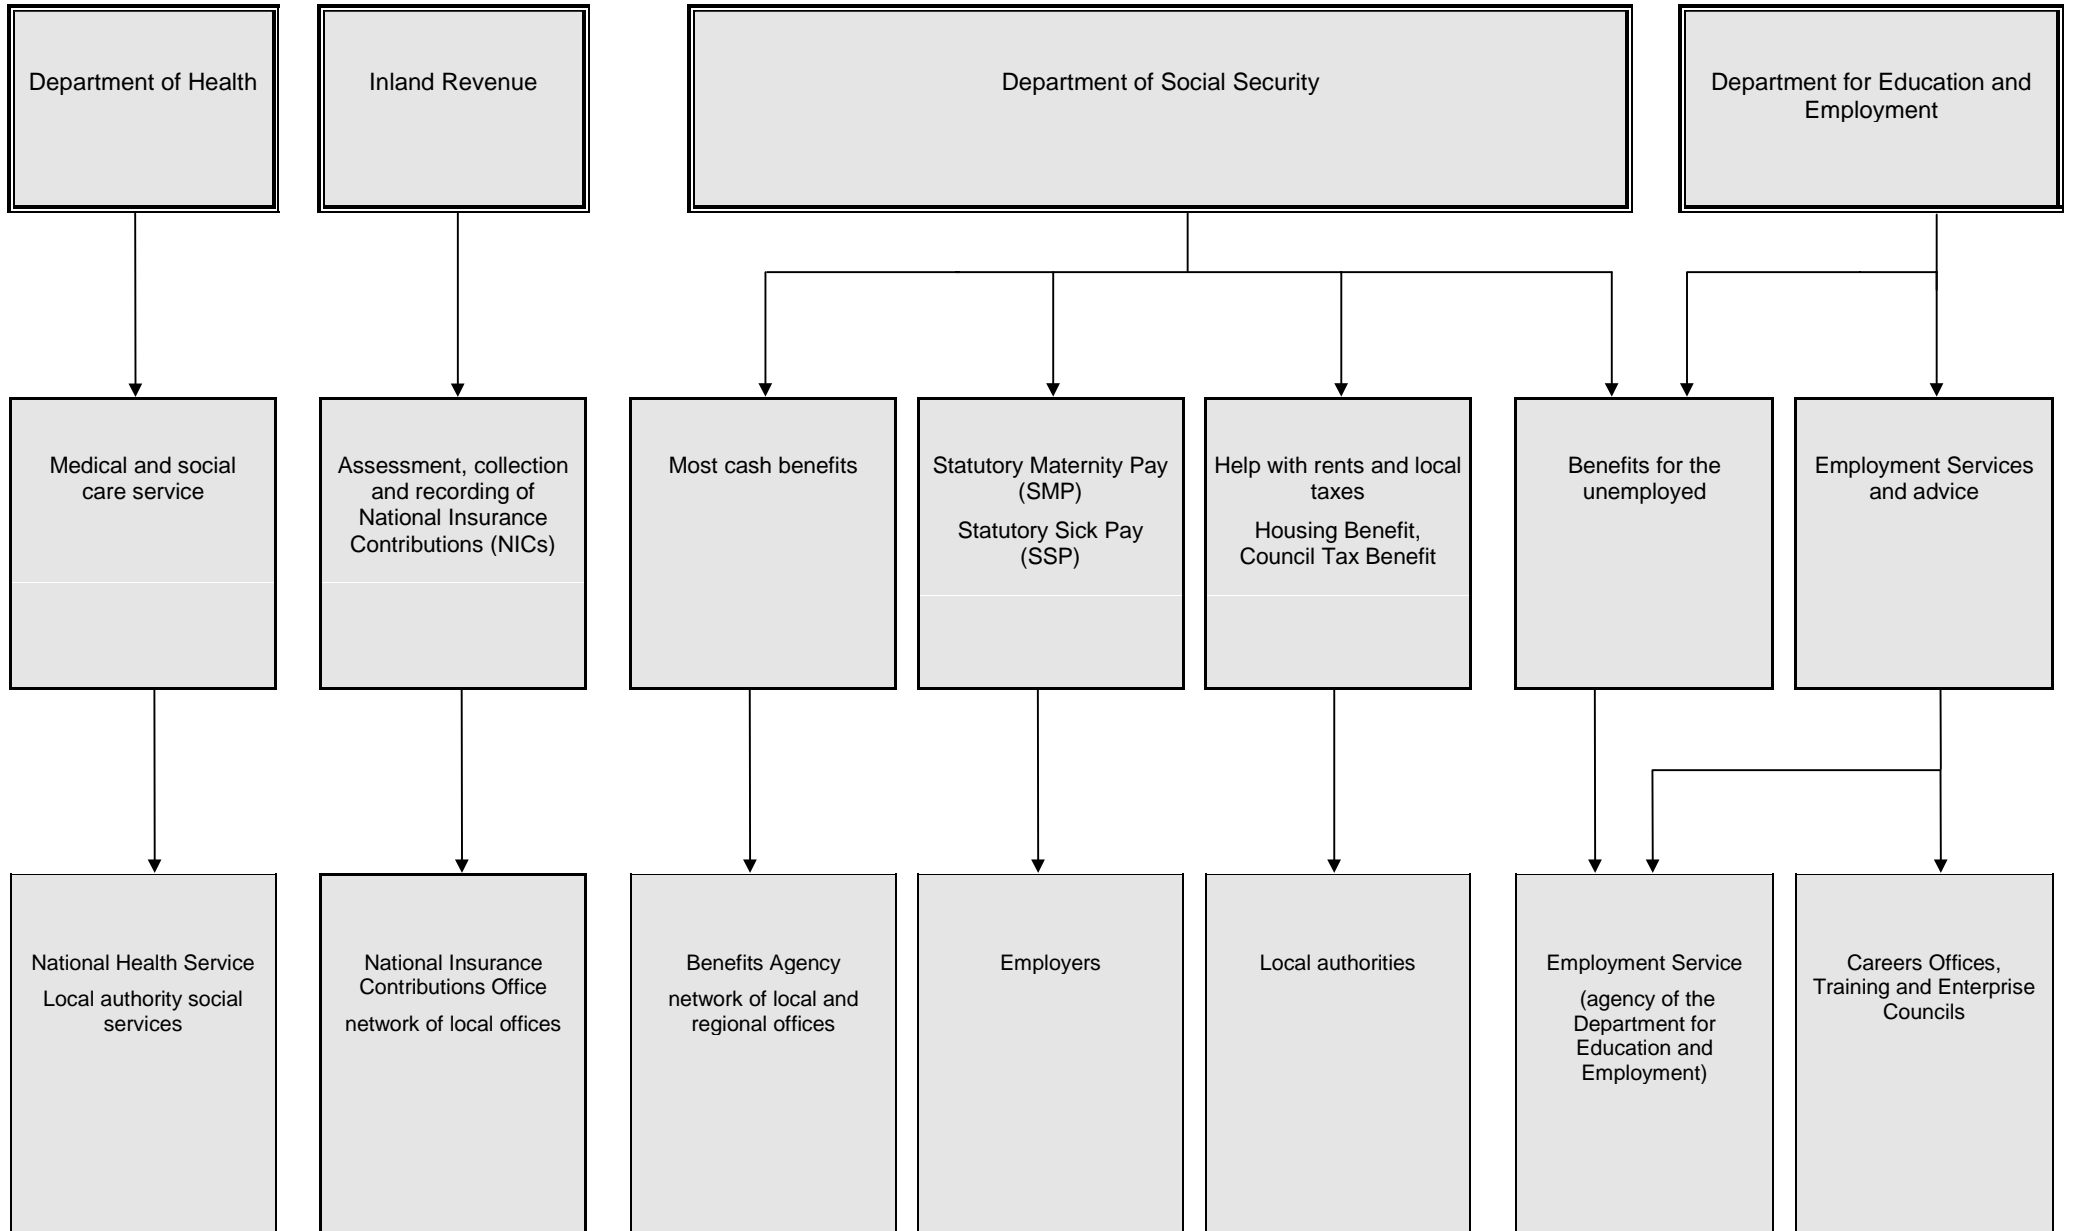 Department of Health
Inland Revenue
Department of Social Security
Department for Education and
Employment
Medical and social
care service
Assessment, collection
and recording of
National Insurance
Contributions (NICs)
Most cash benefits
Statutory Maternity Pay
(SMP)
Statutory Sick Pay
(SSP)
Help with rents and local
taxes
Housing Benefit,
Council Tax Benefit
Benefits for the
unemployed
Employment Services
and advice
National Health Service
Local authority social
services
National Insurance
Contributions Office
network of local offices
Benefits Agency
network of local and
regional offices
Employers
Local authorities
Employment Service
(agency of the
Department for
Education and
Employment)
Careers Offices,
Training and Enterprise
Councils